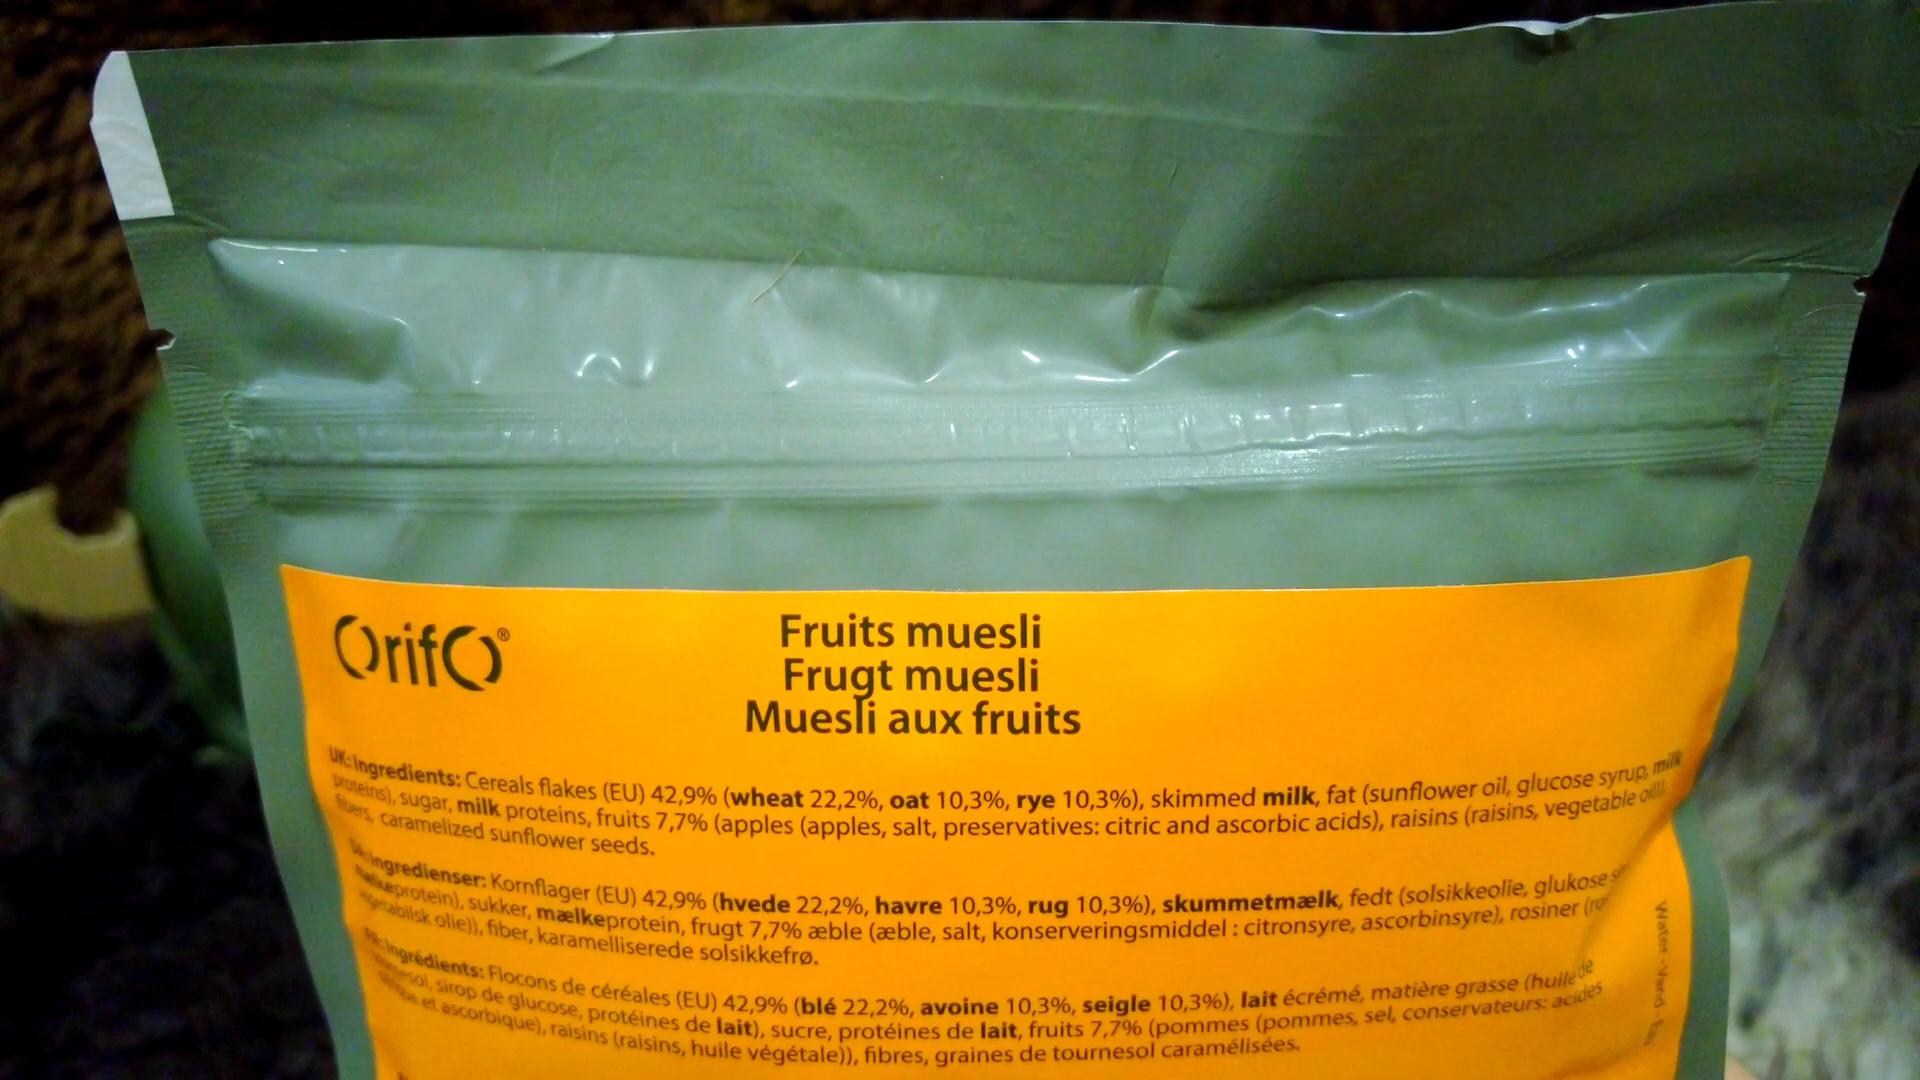 OrifO®
Fruits muesli
Frugt muesli
Muesli aux fruits
UK: Ingredients: Cereals flakes (EU) 42,9% (wheat 22,2%, oat 10,3%, rye 10,3%), skimmed milk, fat (sunflower oil, glucose syrup, milk
proteins), sugar, milk proteins, fruits 7,7% (apples (apples, salt, preservatives: citric and ascorbic acids), raisins (raisins, vegetable oil)),
fibers, caramelized sunflower seeds.
Ingredienser: Kornflager (EU) 42,9% (hvede 22,2%, havre 10,3%, rug 10,3%), skummetmælk, fedt (solsikkeolie, glukose
mælkeprotein), sukker, mælkeprotein, frugt 7,7% æble (æble, salt, konserveringsmiddel : citronsyre, ascorbinsyre), rosiner
vegetabilsk olie)), fiber, karamelliserede solsikkefrø.
FR: Ingrédients: Flocons de céréales (EU) 42,9% (blé 22,2%, avoine 10,3%, seigle 10,3%), lait écrémé, matière grasse (huile de
sirop de glucose, protéines de lait), sucre, protéines de lait, fruits 7,7% (pommes (pommes, sel, conservateurs: acides
et ascorbique), raisins (raisins, huile végétale)), fibres, graines de tournesol caramélisées.
Water - Vand -